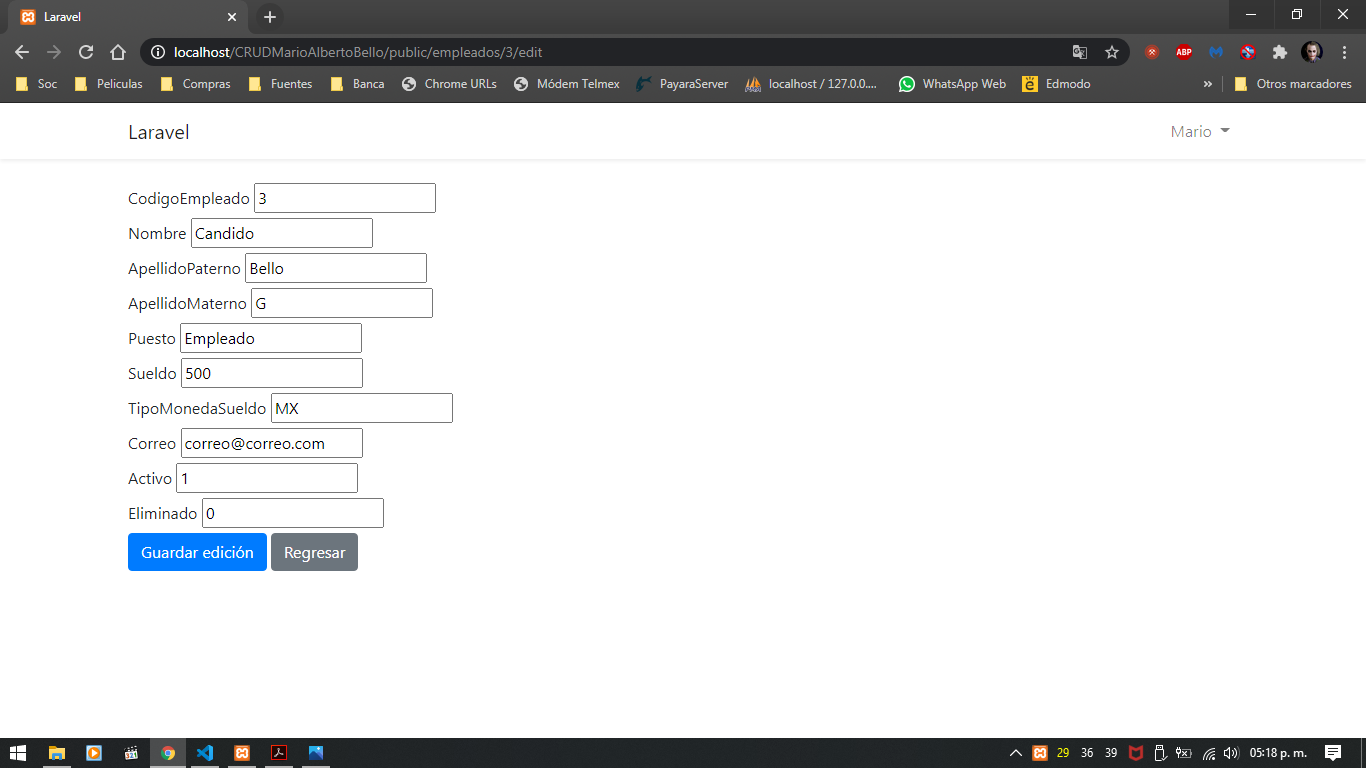 Laravel
localhost/CRUDMarioAlbertoBello/public/empleados/3/edit
ABP
Soc Peliculas Compras Fuentes Banca Chrome URLs Módem Telmex PayaraServer localhost / 127.0.0.... WhatsApp Web Edmodo » Otros marcadores
Laravel Mario
CodigoEmpleado 3
Nombre Candido
ApellidoPaterno Bello
ApellidoMaterno G
Puesto Empleado
Sueldo 500
TipoMonedaSueldo MX
Correo correo@correo.com
Activo 1
Eliminado 0
Guardar edición Regresar
29 36 39 05:18 p. m.